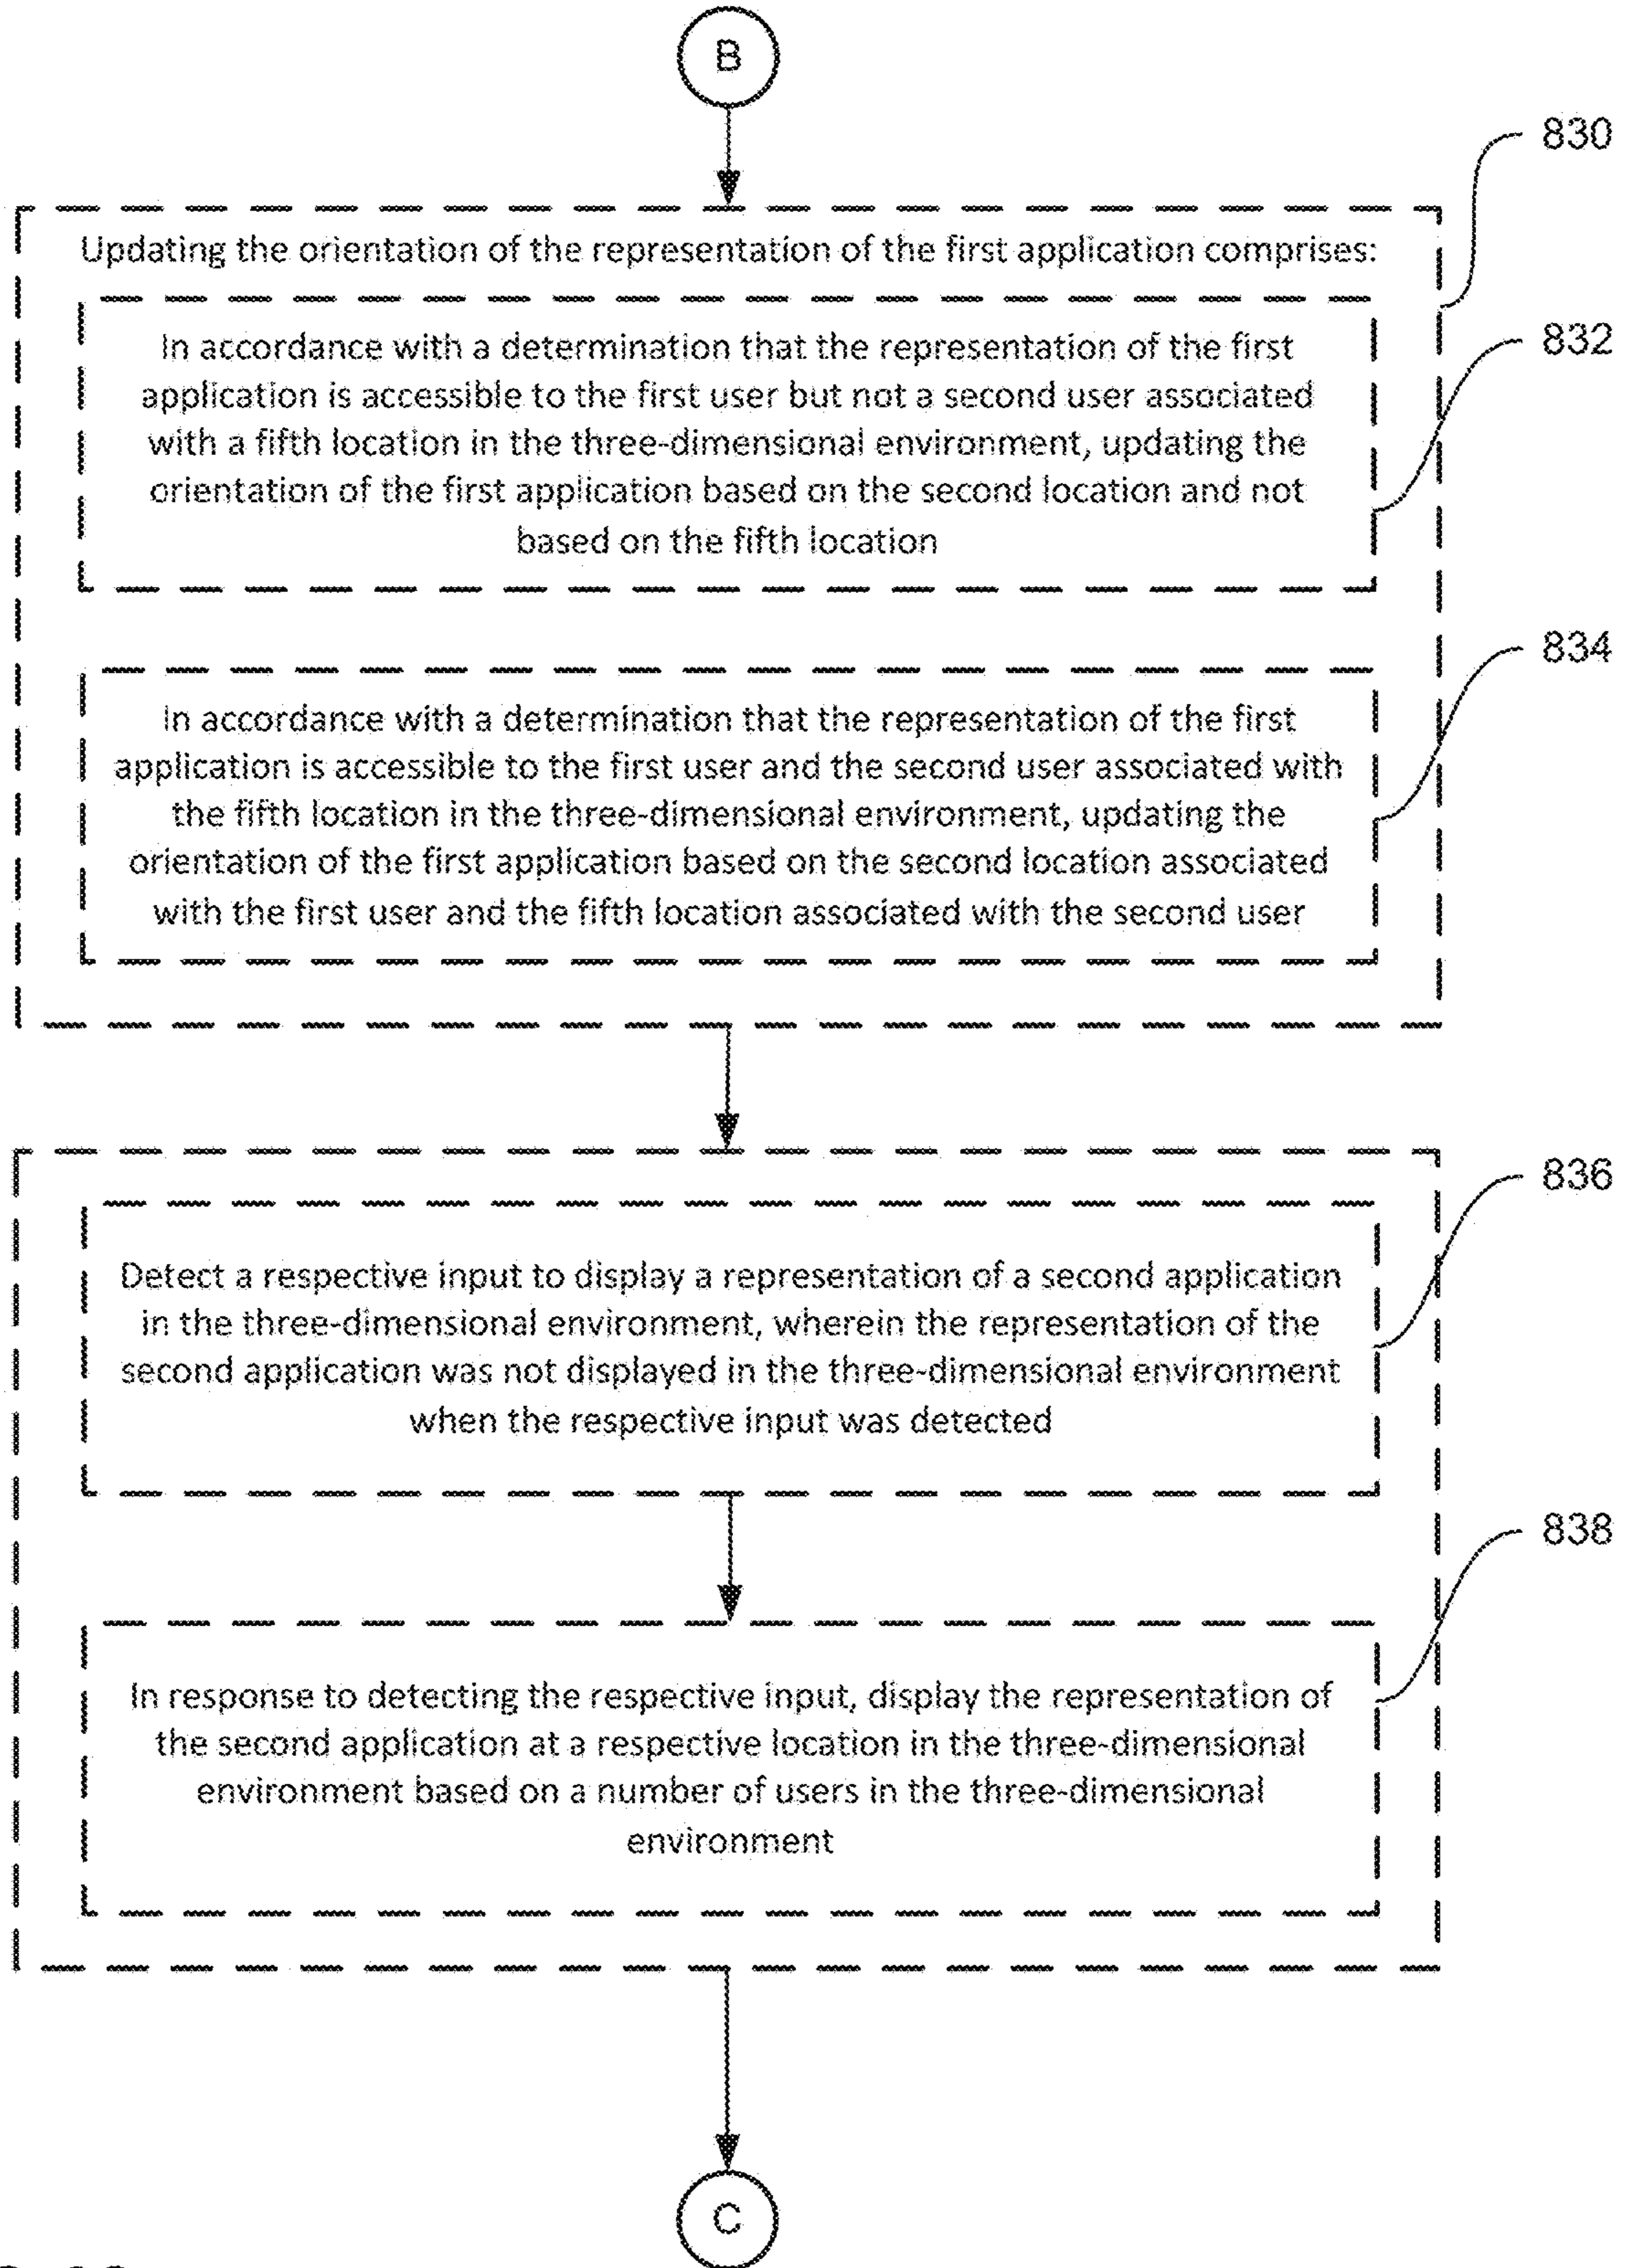 B
830
Updating the orientation of the representation of the first application comprises:
832
In accordance with a determination that the representation of the first
application is accessible to the first user but not a second user associated
with a fifth location in the three-dimensional environment, updating the
orientation of the first application based on the second location and not
based on the fifth location
834
In accordance with a determination that the representation of the first
application is accessible to the first user and the second user associated with
the fifth location in the three-dimensional environment, updating the
orientation of the first application based on the second location associated
with the first user and the fifth location associated with the second user
836
Detect a respective input to display a representation of a second application
in the three-dimensional environment, wherein the representation of the
second application was not displayed in the three-dimensional environment
when the respective input was detected
838
In response to detecting the respective input, display the representation of
the second application at a respective location in the three-dimensional
environment based on a number of users in the three-dimensional
environment
C